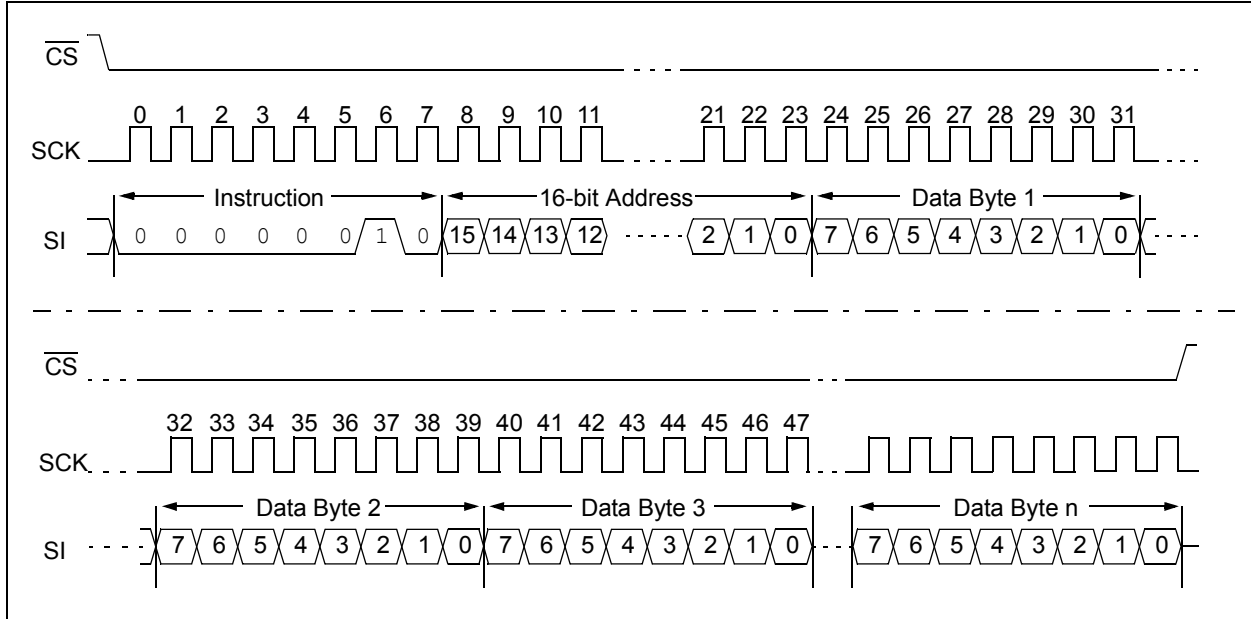 CS
0 1 2 3 4 5 6 7 8 9 10 11 21 22 23 24 25 26 27 28 29 30 31
SCK
Instruction 16-bit Address Data Byte 1
SI 0 0 0 0 0 0 1 0 15 14 13 12 2 1 0 7 6 5 4 3 2 1 0
CS
32 33 34 35 36 37 38 39 40 41 42 43 44 45 46 47
SCK
Data Byte 2 Data Byte 3 Data Byte n
SI 7 6 5 4 3 2 1 0 7 6 5 4 3 2 1 0 7 6 5 4 3 2 1 0